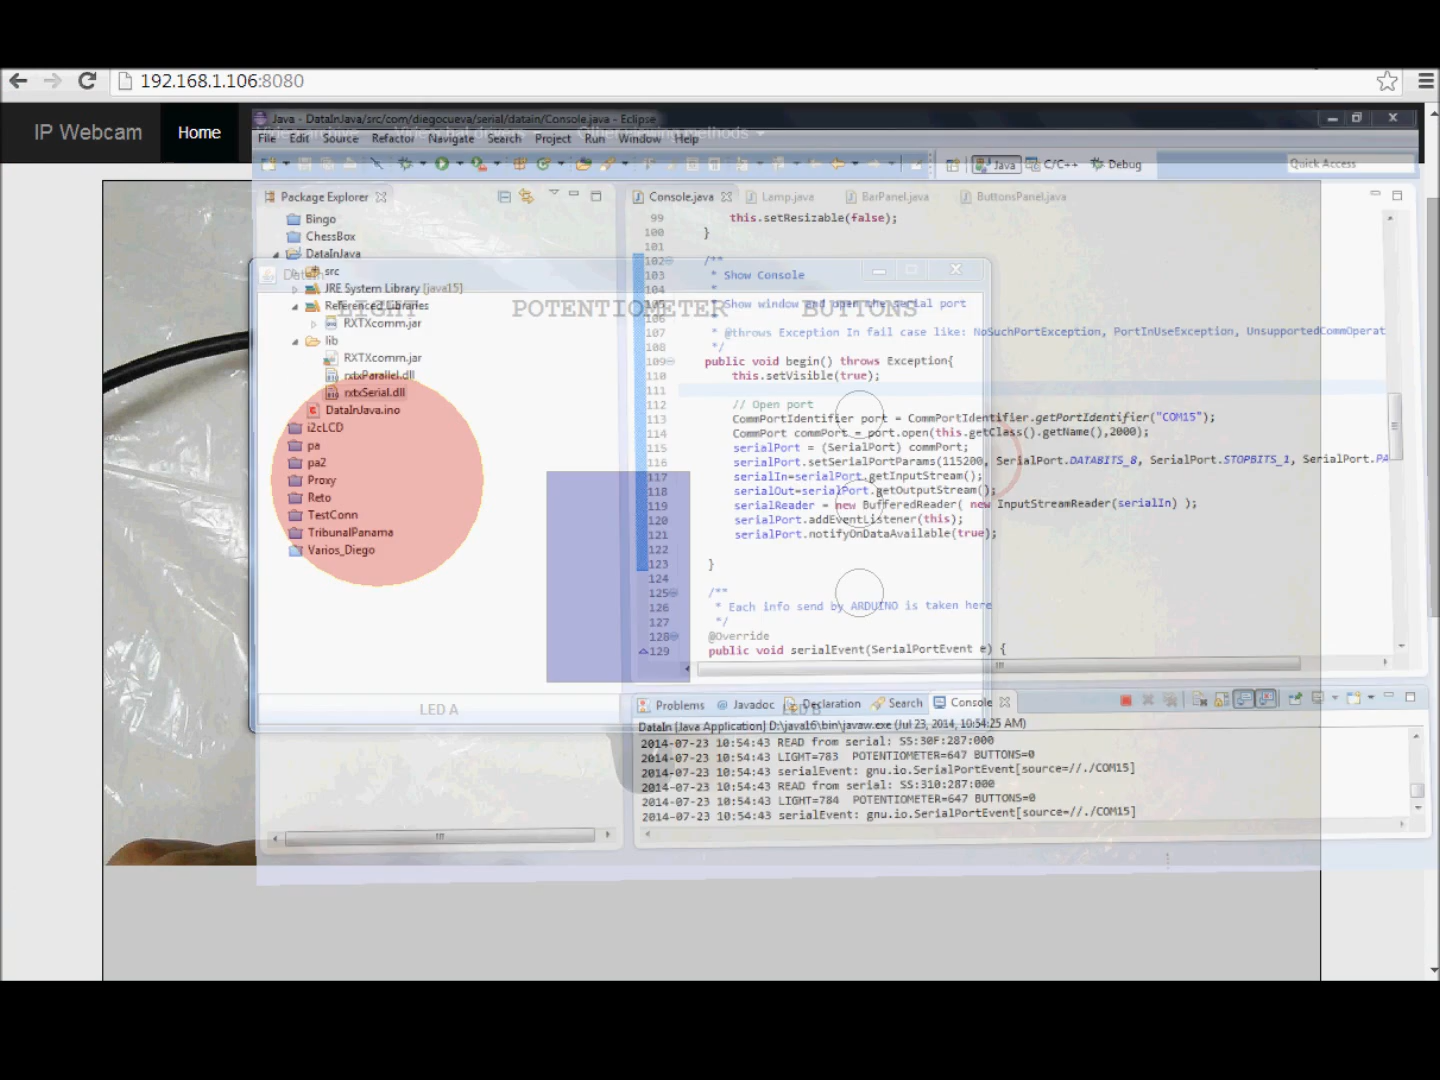 192.168.1.106:8080
IP Webcam
Home
Java - DataInJava/src/com/diegocueva/serial/datain/Console.java - Eclipse
File Edit Source Refactor Navigate Search Project Run Window Help
Java C/C++ Debug
Quick Access
Package Explorer
Bingo
ChessBox
DataInJava
src
JRE System Library [java15]
Referenced Libraries
RXTXcomm.jar
lib
RXTXcomm.jar
rxtxParallel.dll
rxtxSerial.dll
DataInJava.ino
i2cLCD
pa
pa2
Proxy
Reto
TestConn
TribunalPanama
Varios_Diego
LIGHT
POTENTIOMETER
BUTTONS
LED A
LED B
Console.java Lamp.java BarPanel.java ButtonsPanel.java
99 this.setResizable(false);
100 }
101
102 /**
103 * Show Console
104 *
105 * Show window and open the serial port
106 *
107 * @throws Exception In fail case like: NoSuchPortException, PortInUseException, UnsupportedCommOperat
108 */
109 public void begin() throws Exception{
110 this.setVisible(true);
111
112 // Open port
113 CommPortIdentifier port = CommPortIdentifier.getPortIdentifier("COM15");
114 CommPort commPort = port.open(this.getClass().getName(),2000);
115 serialPort = (SerialPort) commPort;
116 serialPort.setSerialPortParams(115200, SerialPort.DATABITS_8, SerialPort.STOPBITS_1, SerialPort.PA
117 serialIn=serialPort.getInputStream();
118 serialOut=serialPort.getOutputStream();
119 serialReader = new BufferedReader( new InputStreamReader(serialIn) );
120 serialPort.addEventListener(this);
121 serialPort.notifyOnDataAvailable(true);
122
123 }
124
125 /**
126 * Each info send by ARDUINO is taken here
127 */
128 @Override
129 public void serialEvent(SerialPortEvent e) {
Problems Javadoc Declaration Search Console
DataIn [Java Application] D:\java16\bin\javaw.exe (Jul 23, 2014, 10:54:25 AM)
2014-07-23 10:54:43 READ from serial: SS:30F:287:000
2014-07-23 10:54:43 LIGHT=783 POTENTIOMETER=647 BUTTONS=0
2014-07-23 10:54:43 serialEvent: gnu.io.SerialPortEvent[source=//./COM15]
2014-07-23 10:54:43 READ from serial: SS:310:287:000
2014-07-23 10:54:43 LIGHT=784 POTENTIOMETER=647 BUTTONS=0
2014-07-23 10:54:43 serialEvent: gnu.io.SerialPortEvent[source=//./COM15]